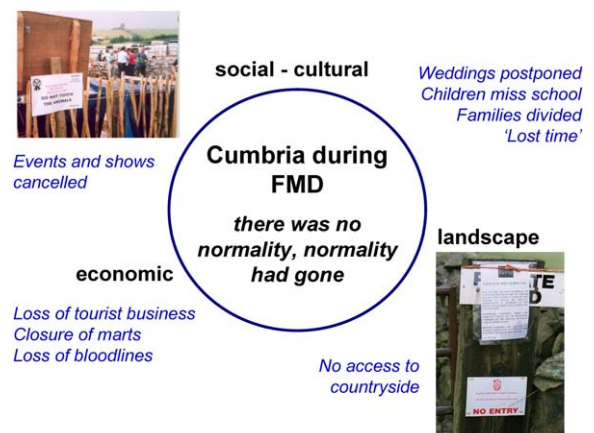 social - cultural
Weddings postponed
Children miss school
Families divided
‘Lost time’
DO NOT TOUCH
THE ANIMALS
Events and shows
cancelled
Cumbria during
FMD
there was no
normality, normality
had gone
landscape
economic
Loss of tourist business
Closure of marts
Loss of bloodlines
No access to
countryside
NO ENTRY